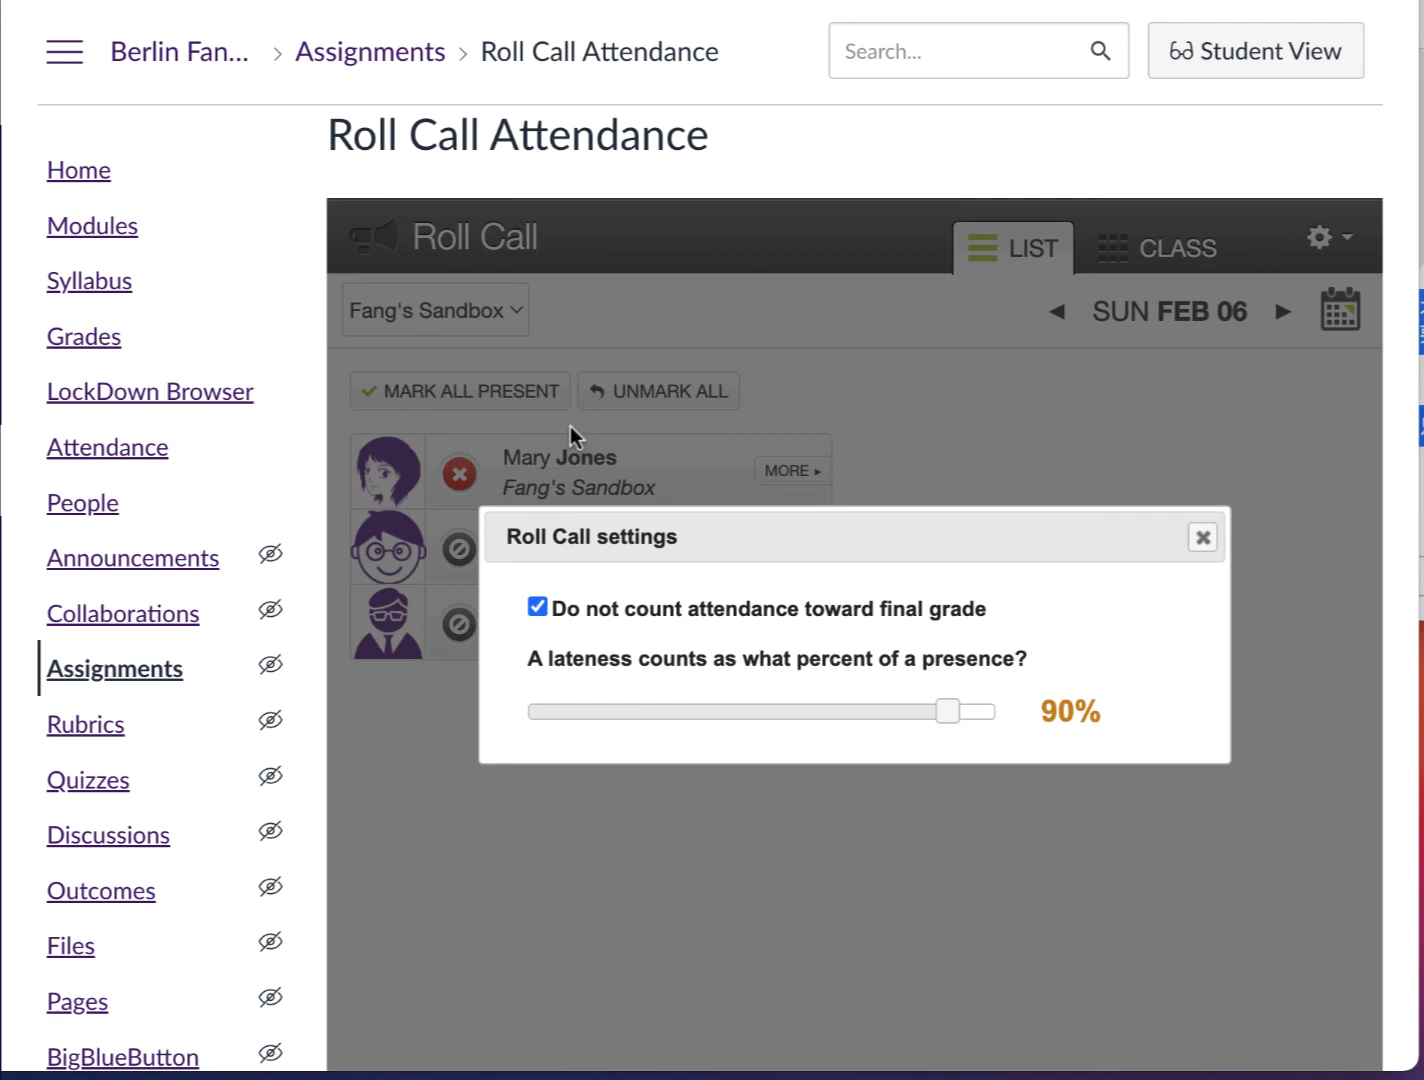 Berlin Fan... > Assignments > Roll Call Attendance
Search...
Student View
Roll Call Attendance
Home
Modules
Syllabus
Grades
LockDown Browser
Attendance
People
Announcements
Collaborations
Assignments
Rubrics
Quizzes
Discussions
Outcomes
Files
Pages
BigBlueButton
Roll Call
LIST
CLASS
Fang's Sandbox
SUN FEB 06
MARK ALL PRESENT
UNMARK ALL
Mary Jones
Fang's Sandbox
MORE
Roll Call settings
Do not count attendance toward final grade
A lateness counts as what percent of a presence?
90%